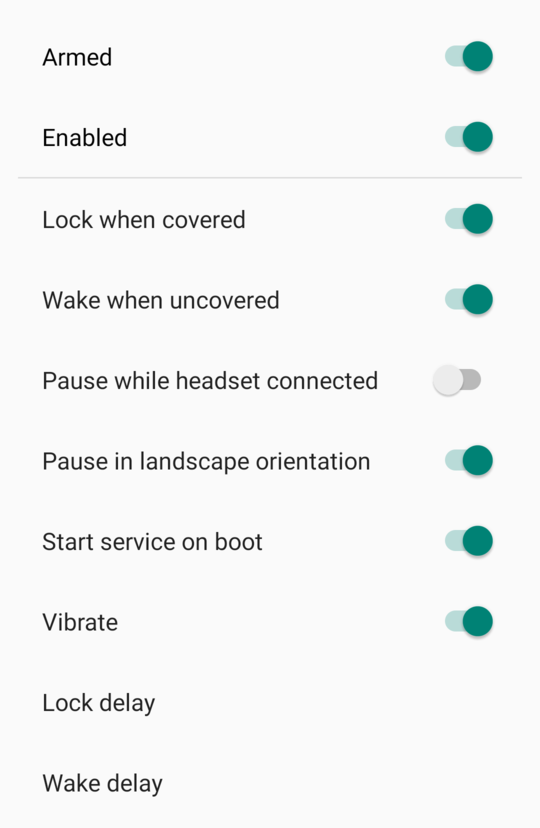 Armed
Enabled
Lock when covered
Wake when uncovered
Pause while headset connected
Pause in landscape orientation
Start service on boot
Vibrate
Lock delay
Wake delay